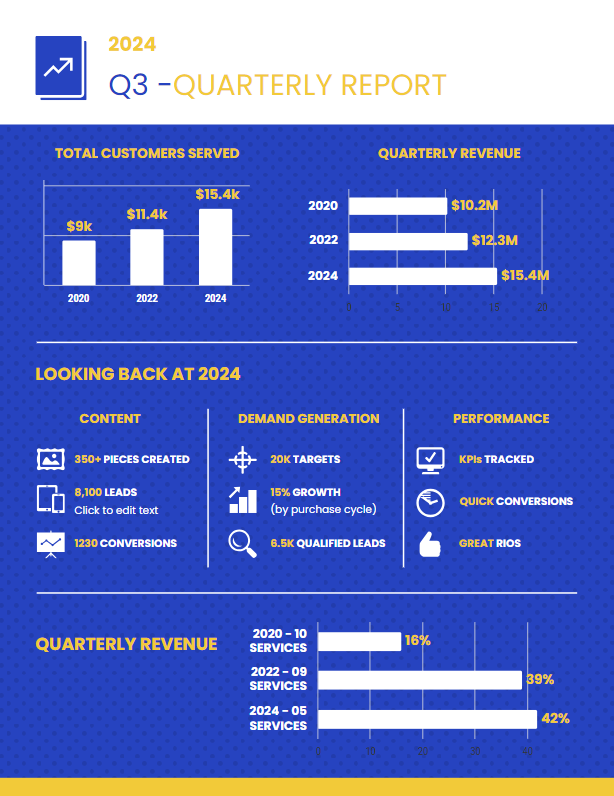 2024
Q3 -QUARTERLY REPORT
TOTAL CUSTOMERS SERVED
$9k
$11.4k
$15.4k
2020
2022
2024
QUARTERLY REVENUE
2020
$10.2M
2022
$12.3M
2024
$15.4M
0
5
10
15
20
LOOKING BACK AT 2024
CONTENT
350+ PIECES CREATED
8,100 LEADS
Click to edit text
1230 CONVERSIONS
DEMAND GENERATION
20K TARGETS
15% GROWTH
(by purchase cycle)
6.5K QUALIFIED LEADS
PERFORMANCE
KPIs TRACKED
QUICK CONVERSIONS
GREAT RIOS
QUARTERLY REVENUE
2020 - 10
SERVICES
16%
2022 - 09
SERVICES
39%
2024 - 05
SERVICES
42%
0
10
20
30
40